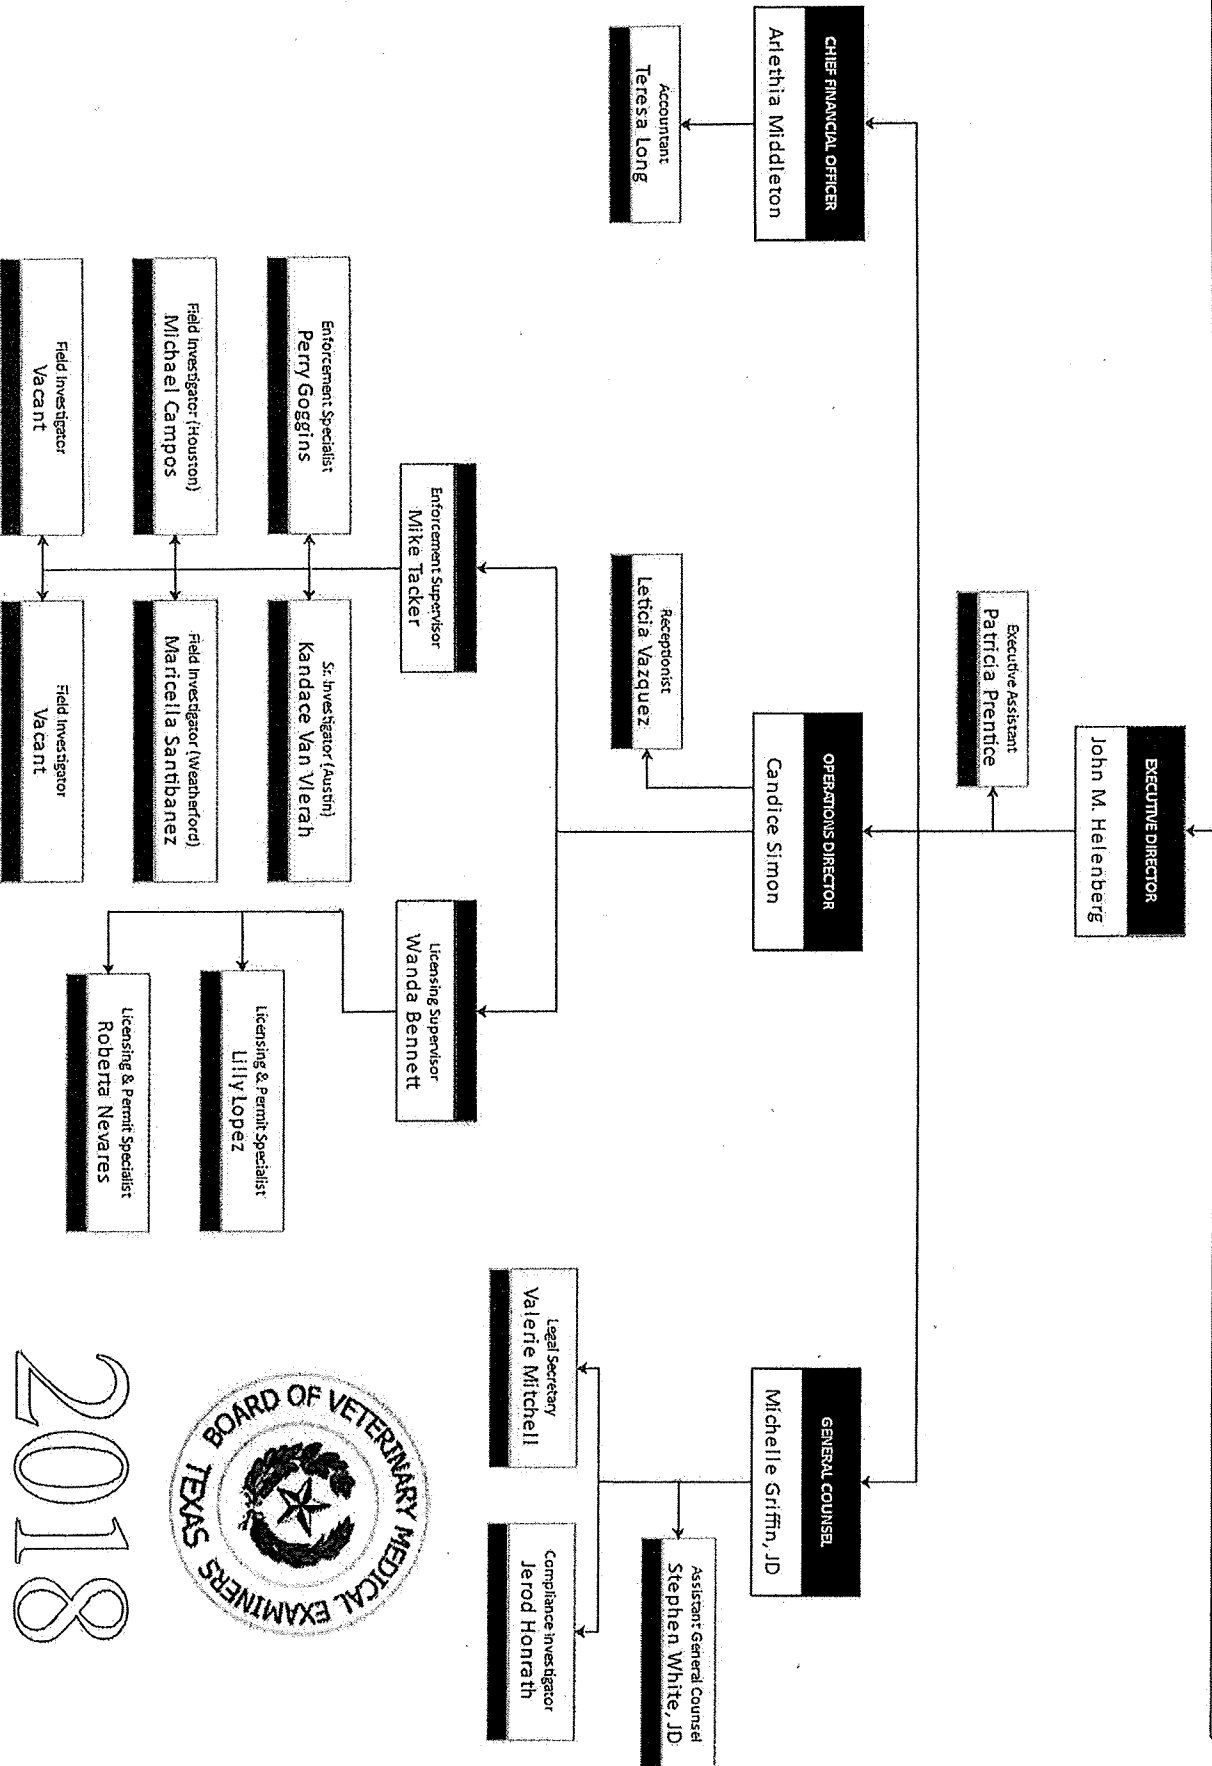 EXECUTIVE DIRECTOR
John M. Helenberg
Executive Assistant
Patricia Prentice
CHIEF FINANCIAL OFFICER
Arlethia Middleton
Accountant
Teresa Long
OPERATIONS DIRECTOR
Candice Simon
Receptionist
Leticia Vazquez
GENERAL COUNSEL
Michelle Griffin, JD
Assistant General Counsel
Stephen White, JD
Legal Secretary
Valerie Mitchell
Compliance Investigator
Jerod Honrath
Enforcement Supervisor
Mike Tacker
Licensing Supervisor
Wanda Bennett
Enforcement Specialist
Perry Goggins
Sr. Investigator (Austin)
Kandace Van Vlerah
Field Investigator (Houston)
Michael Campos
Field Investigator (Weatherford)
Maricella Santibanez
Field Investigator
Vacant
Field Investigator
Vacant
Licensing & Permit Specialist
Lilly Lopez
Licensing & Permit Specialist
Roberta Nevares
BOARD OF VETERINARY MEDICAL EXAMINERS
TEXAS
2018